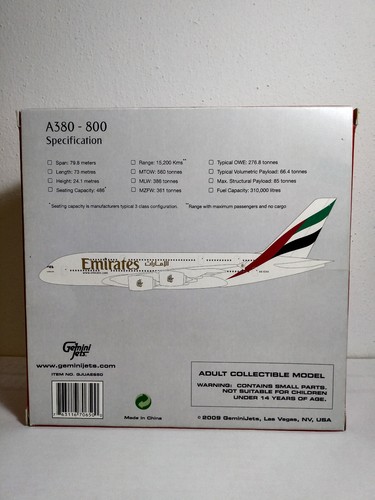 A380 - 800
Specification
Span: 79.8 meters
Length: 73 metres
Height: 24.1 metres
Seating Capacity: 486*
Range: 15,200 Kms**
MTOW: 560 tonnes
MLW: 386 tonnes
MZFW: 361 tonnes
Typical OWE: 276.8 tonnes
Typical Volumetric Payload: 66.4 tonnes
Max. Structural Payload: 85 tonnes
Fuel Capacity: 310,000 litres
*Seating capacity is manufacturers typical 3 class configuration.
**Range with maximum passengers and no cargo
Emirates الإمارات
Gemini
Jets
www.geminijets.com
ITEM NO.
Made in China
ADULT COLLECTIBLE MODEL
WARNING: CONTAINS SMALL PARTS.
NOT SUITABLE FOR CHILDREN
UNDER 14 YEARS OF AGE.
©2009 GeminiJets, Las Vegas, NV, USA